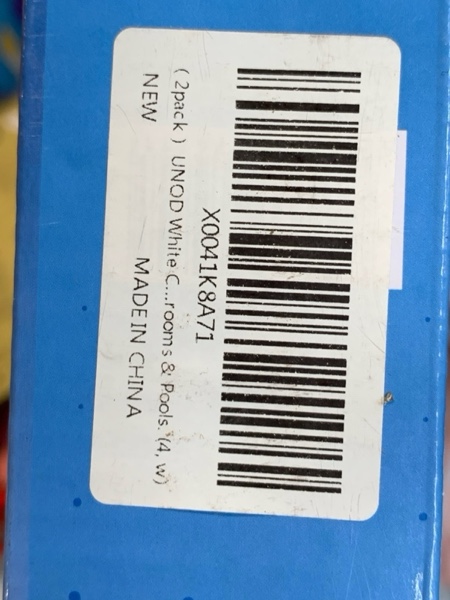 X0041K8A71
( 2pack ) UNOD White C...rooms & Pools. (4, w)
NEW MADE IN CHINA